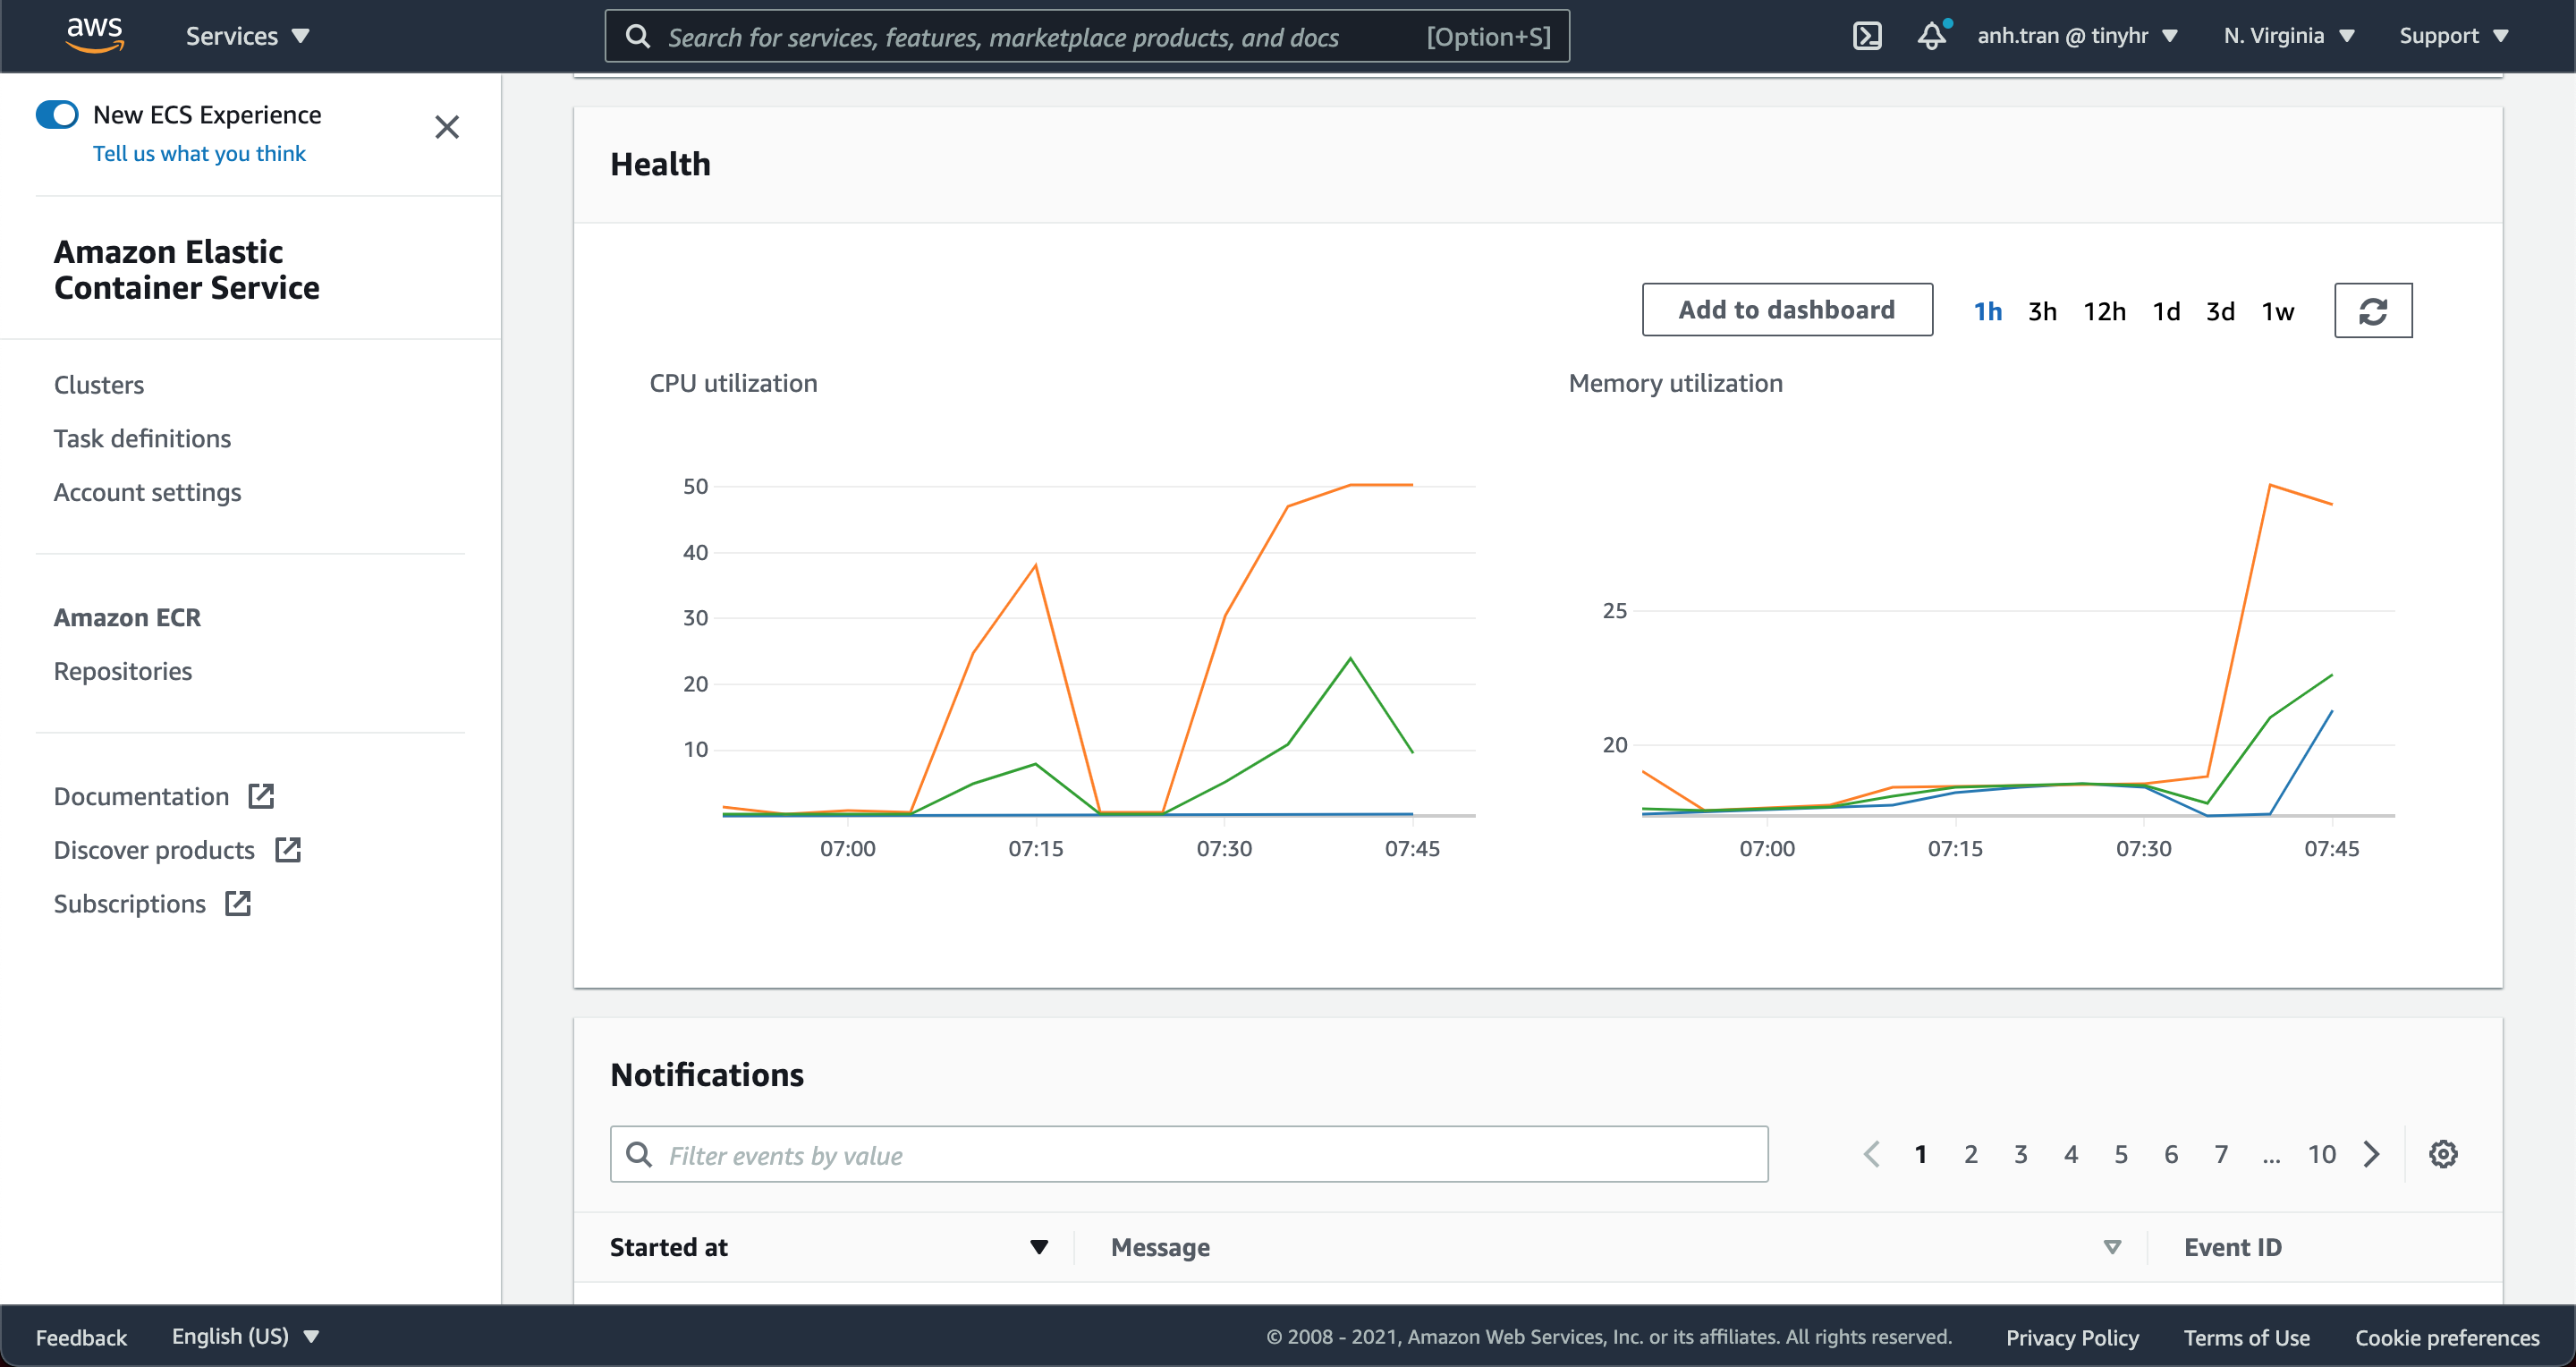 aws
Services
Search for services, features, marketplace products, and docs
[Option+S]
anh.tran @ tinyhr
N. Virginia
Support
New ECS Experience
Tell us what you think
Amazon Elastic
Container Service
Clusters
Task definitions
Account settings
Amazon ECR
Repositories
Documentation
Discover products
Subscriptions
Health
Add to dashboard
1h
3h
12h
1d
3d
1w
CPU utilization
50
40
30
20
10
07:00
07:15
07:30
07:45
Memory utilization
25
20
07:00
07:15
07:30
07:45
Notifications
Filter events by value
1 2 3 4 5 6 7 ... 10
Started at
Message
Event ID
Feedback
English (US)
© 2008 - 2021, Amazon Web Services, Inc. or its affiliates. All rights reserved.
Privacy Policy
Terms of Use
Cookie preferences